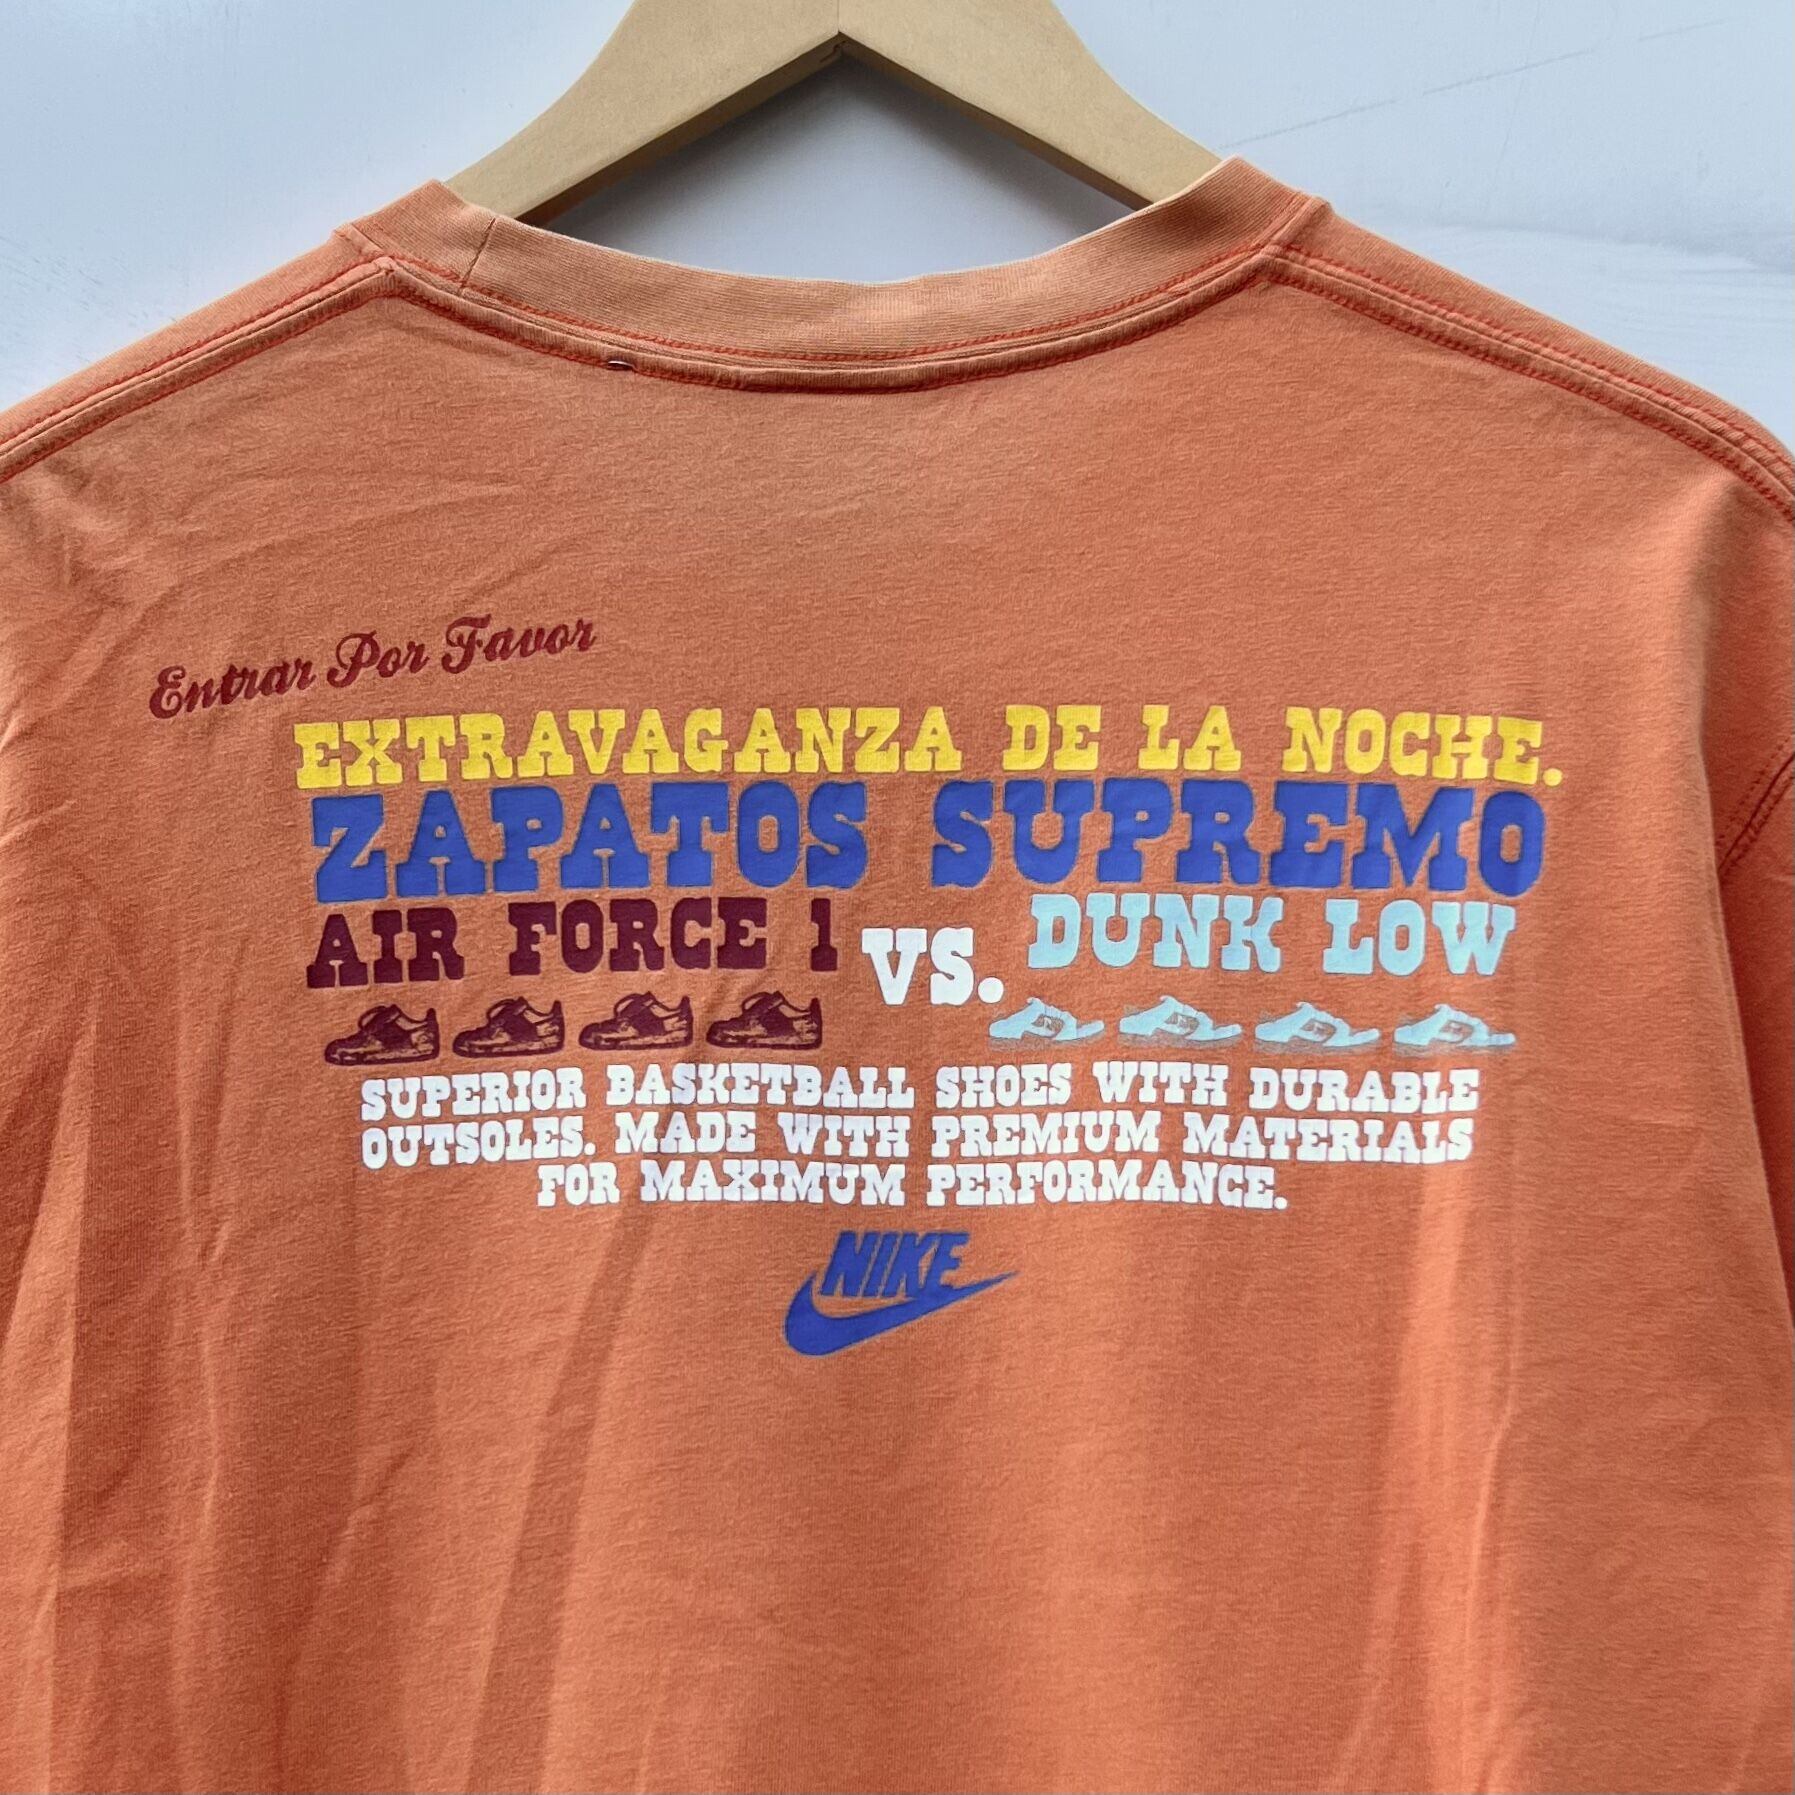 Entrar Por Favor
EXTRAVAGANZA DE LA NOCHE.
ZAPATOS SUPREMO
AIR FORCE 1 VS. DUNK LOW
SUPERIOR BASKETBALL SHOES WITH DURABLE
OUTSOLES. MADE WITH PREMIUM MATERIALS
FOR MAXIMUM PERFORMANCE.
NIKE